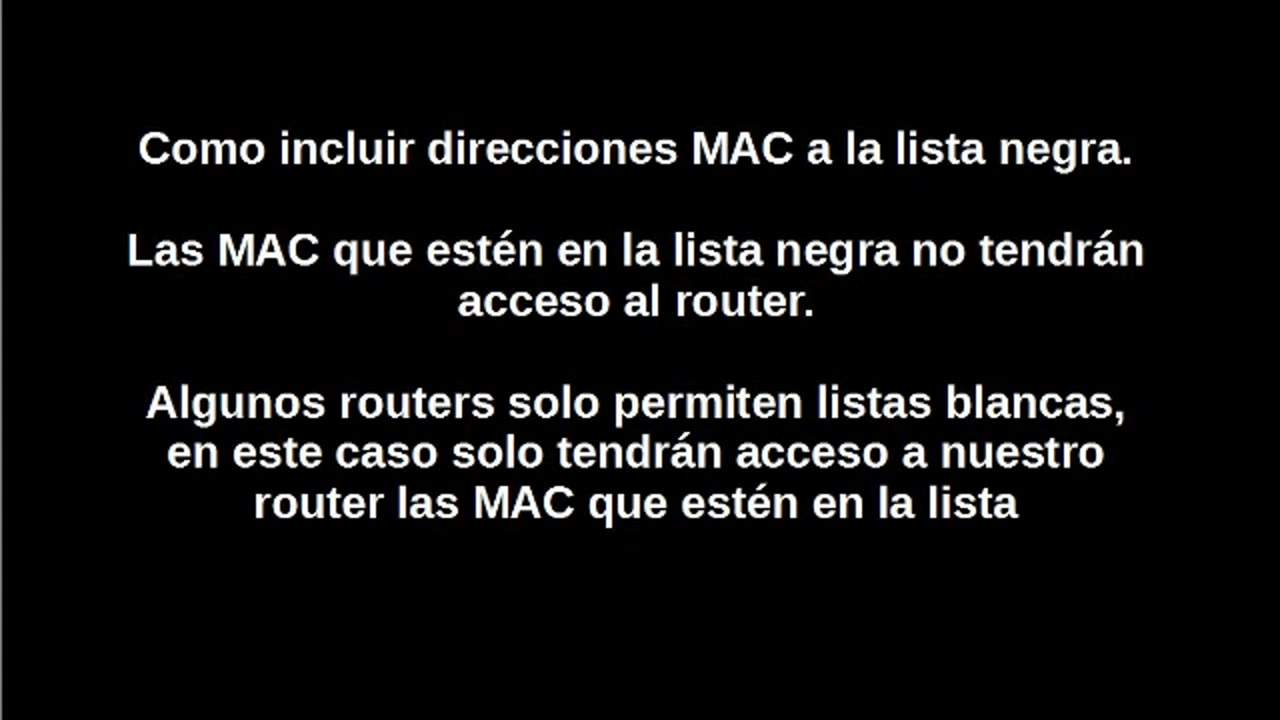 Como incluir direcciones MAC a la lista negra.
Las MAC que estén en la lista negra no tendrán
acceso al router.
Algunos routers solo permiten listas blancas,
en este caso solo tendrán acceso a nuestro
router las MAC que estén en la lista